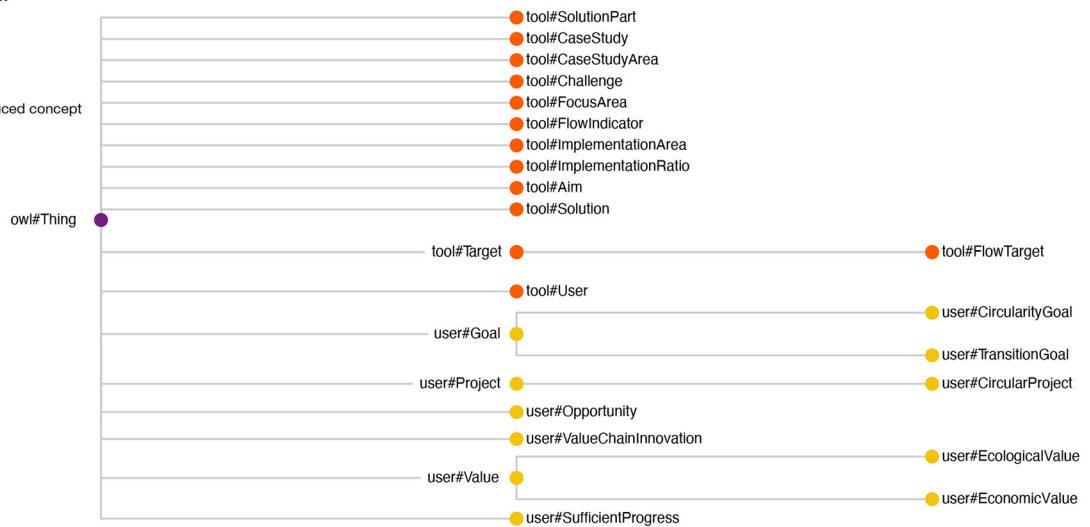 tool#SolutionPart
tool#CaseStudy
tool#CaseStudyArea
tool#Challenge
tool#FocusArea
concept
tool#FlowIndicator
tool#ImplementationArea
tool#ImplementationRatio
tool#Aim
tool#Solution
owl#Thing
tool#Target
tool#FlowTarget
tool#User
user#CircularityGoal
user#Goal
user#TransitionGoal
user#Project
user#CircularProject
user#Opportunity
user#ValueChainInnovation
user#EcologicalValue
user#Value
user#EconomicValue
user#SufficientProgress